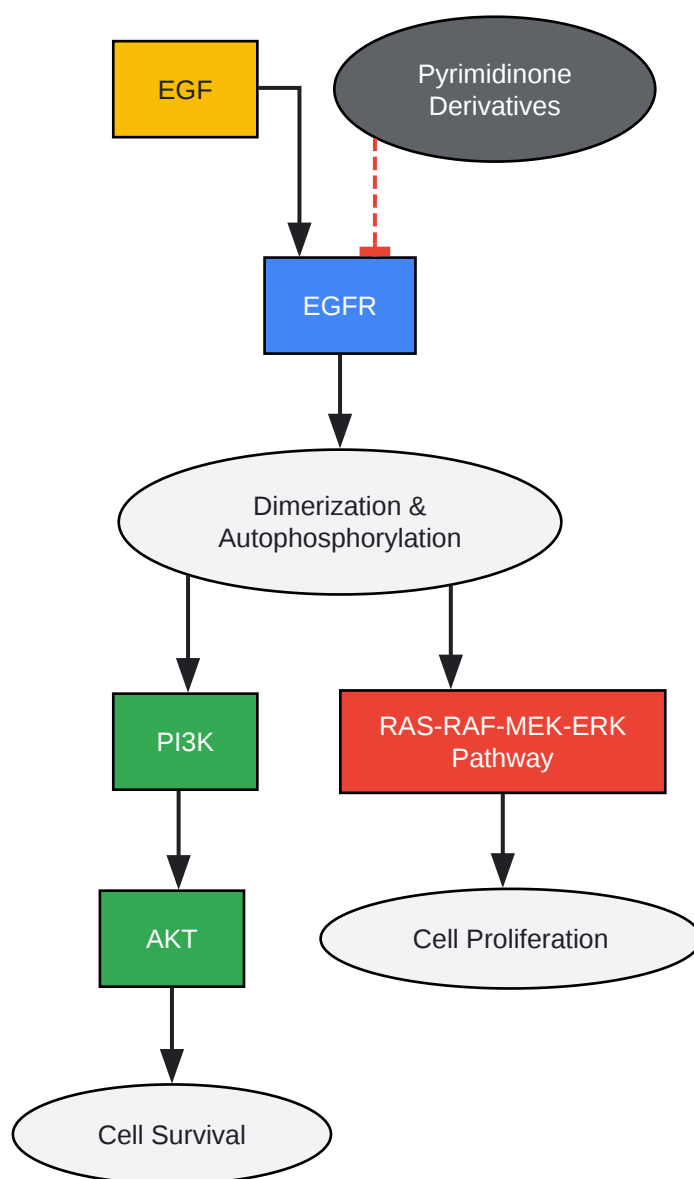 EGF
Pyrimidinone
Derivatives
EGFR
Dimerization &
Autophosphorylation
PI3K
RAS-RAF-MEK-ERK
Pathway
AKT
Cell Proliferation
Cell Survival